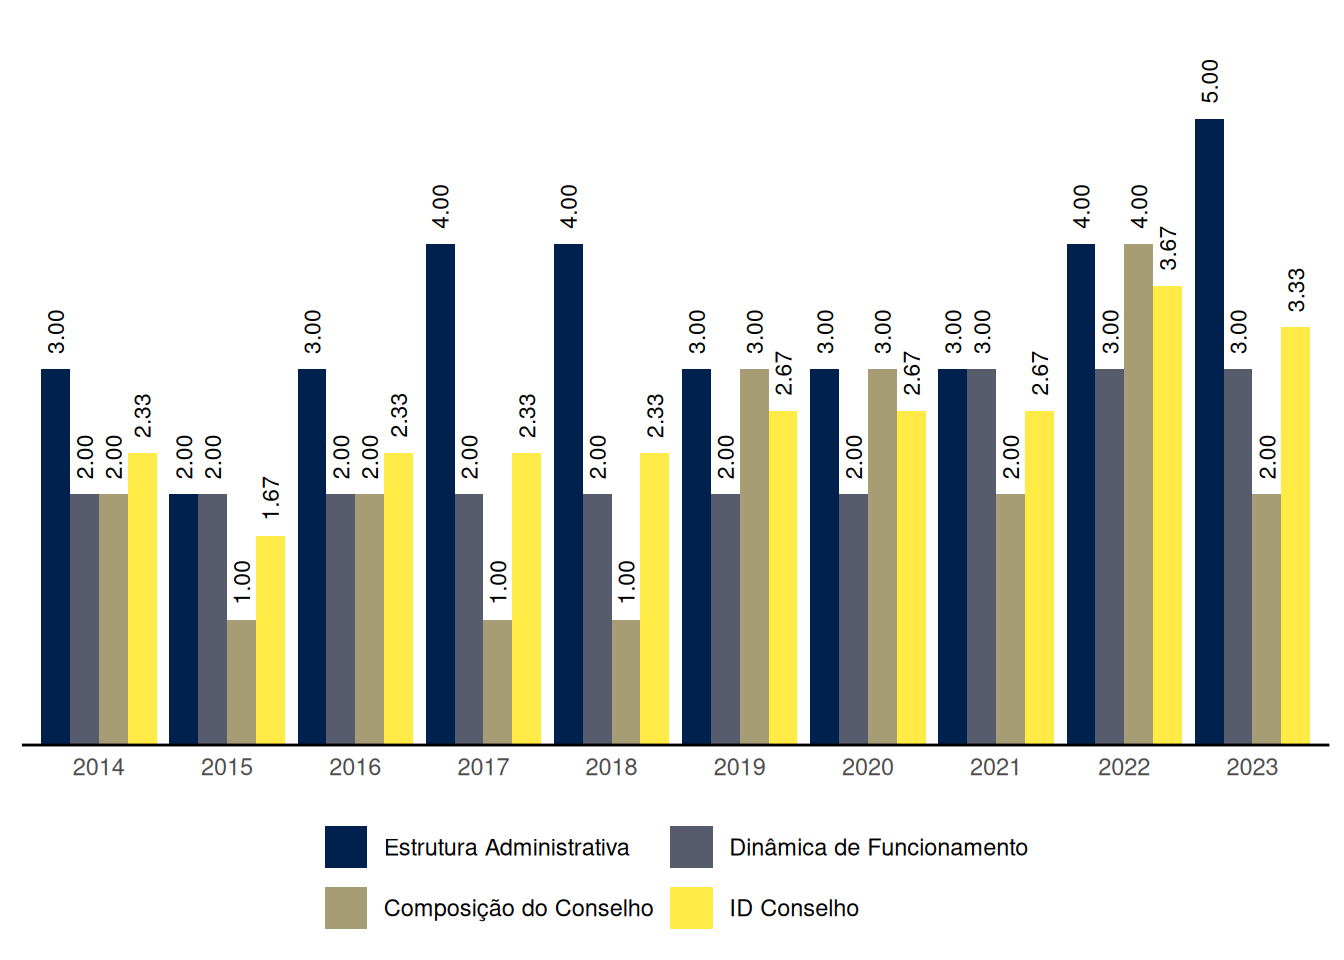 3.00 2.00 2.00 2.33
2.00 2.00 1.00 1.67
3.00 2.00 2.00 2.33
4.00 2.00 1.00 2.33
4.00 2.00 1.00 2.33
3.00 2.00 3.00 2.67
3.00 2.00 3.00 2.67
3.00 3.00 2.00 2.67
4.00 3.00 4.00 3.67
5.00 3.00 2.00 3.33
2014 2015 2016 2017 2018 2019 2020 2021 2022 2023
Estrutura Administrativa Dinâmica de Funcionamento
Composição do Conselho ID Conselho